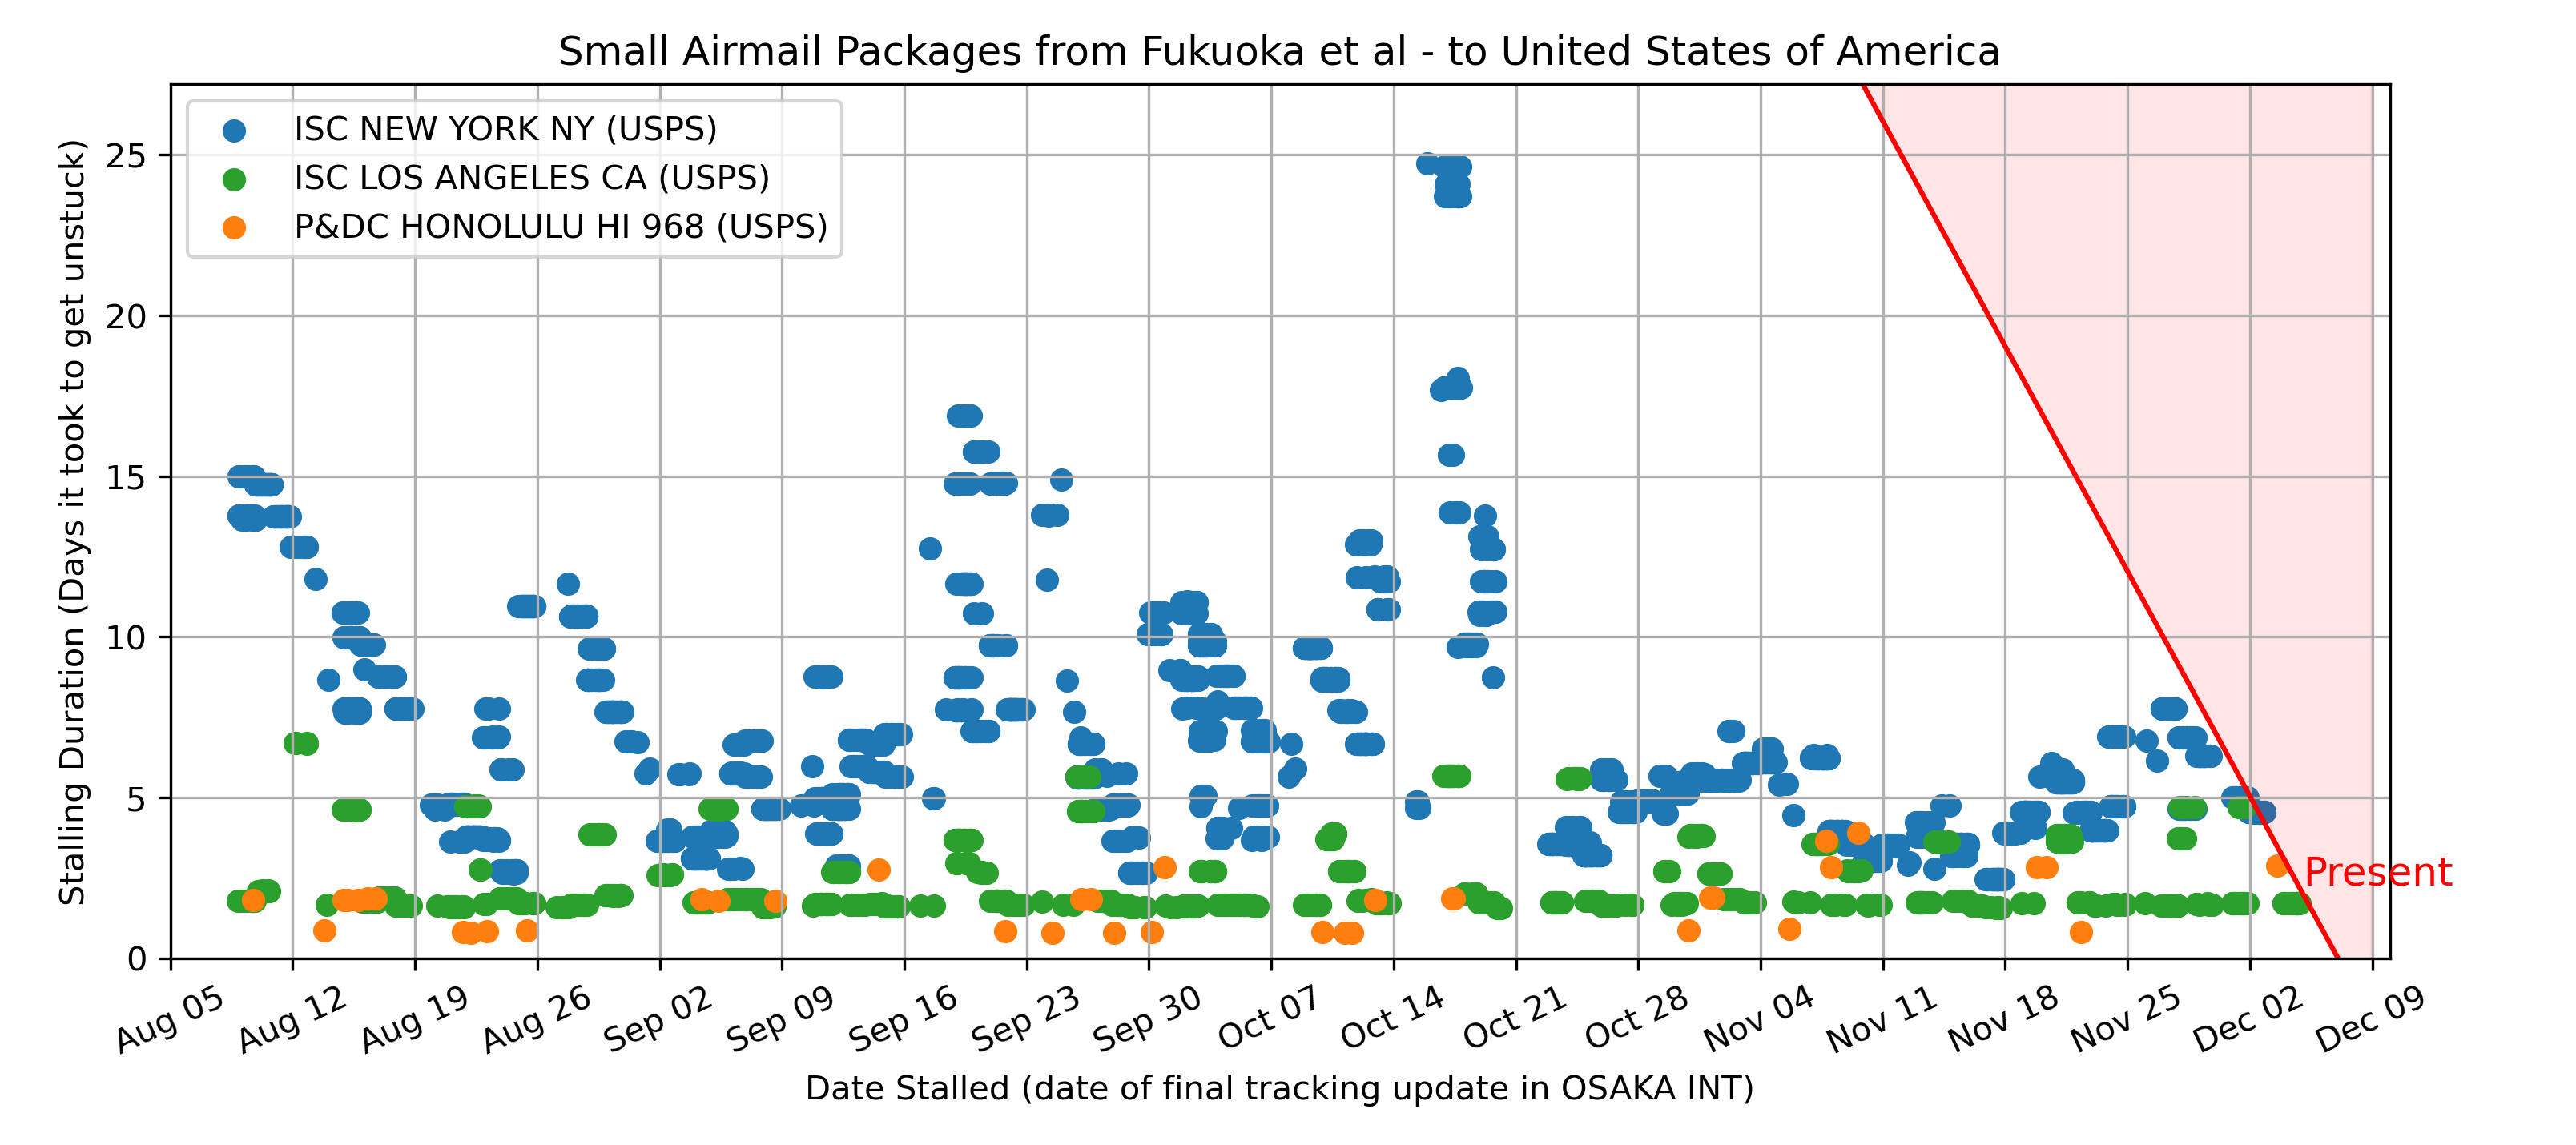 Small Airmail Packages from Fukuoka et al - to United States of America
ISC NEW YORK NY (USPS)
ISC LOS ANGELES CA (USPS)
P&DC HONOLULU HI 968 (USPS)
Stalling Duration (Days it took to get unstuck)
25
20
15
10
5
0
Present
Aug 05
Aug 12
Aug 19
Aug 26
Sep 02
Sep 09
Sep 16
Sep 23
Sep 30
Oct 07
Oct 14
Oct 21
Oct 28
Nov 04
Nov 11
Nov 18
Nov 25
Dec 02
Dec 09
Date Stalled (date of final tracking update in OSAKA INT)